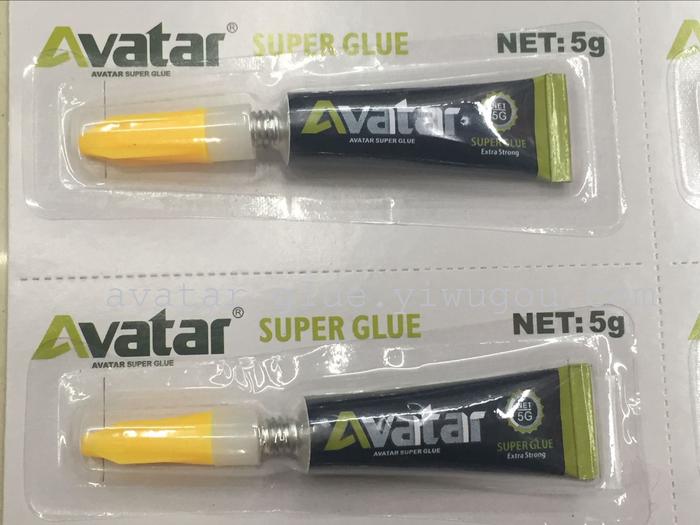 Avatar® SUPER GLUE NET: 5g
AVATAR SUPER GLUE
Avatar NET 5G
AVATAR SUPER GLUE
SUPER GLUE
Extra Strong
avatar-glue.yiwugou.com
Avatar® SUPER GLUE NET: 5g
AVATAR SUPER GLUE
Avatar NET 5G
AVATAR SUPER GLUE
SUPER GLUE
Extra Strong